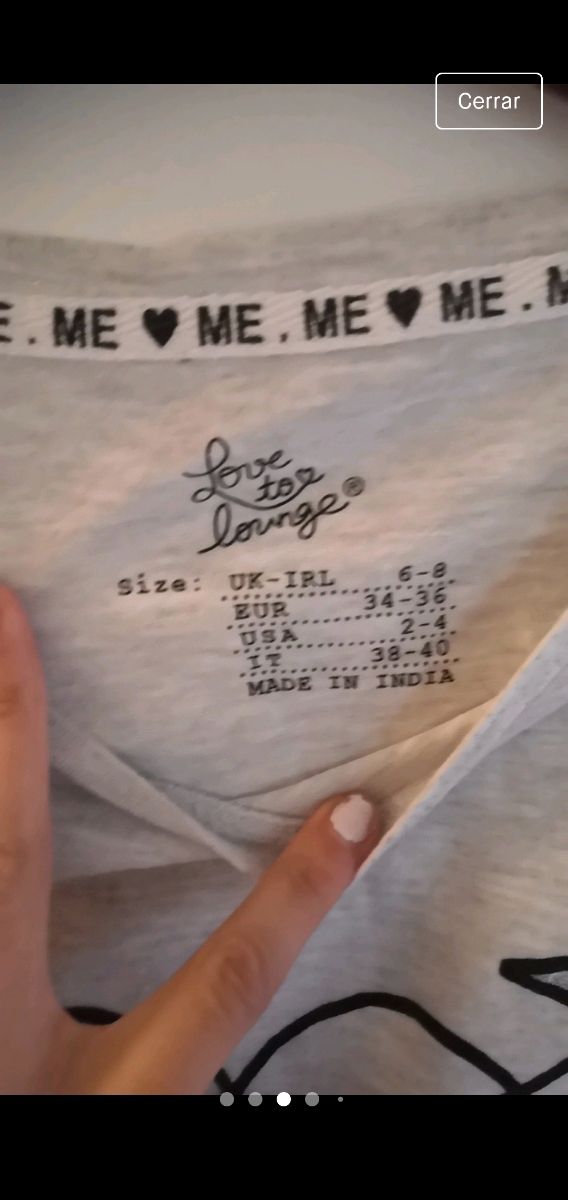 Cerrar
. ME ♥ ME . ME ♥ ME .
Love
to
lounge®
Size: UK-IRL 6-8
EUR 34-36
USA 2-4
IT 38-40
MADE IN INDIA